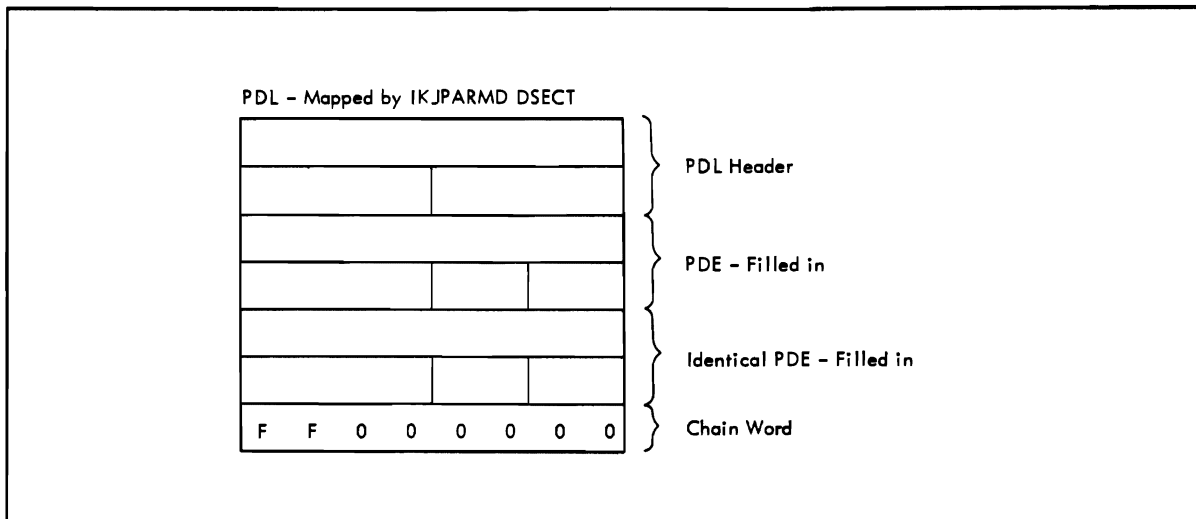 PDL - Mapped by IKJPARMD DSECT
PDL Header
PDE - Filled in
Identical PDE - Filled in
F F 0 0 0 0 0 0
Chain Word